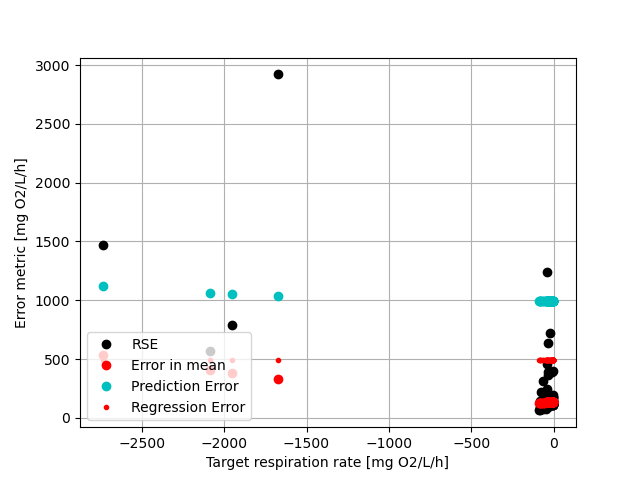 3000
2500
2000
1500
1000
500
0
Error metric [mg O2/L/h]
RSE
Error in mean
Prediction Error
Regression Error
−2500 −2000 −1500 −1000 −500 0
Target respiration rate [mg O2/L/h]